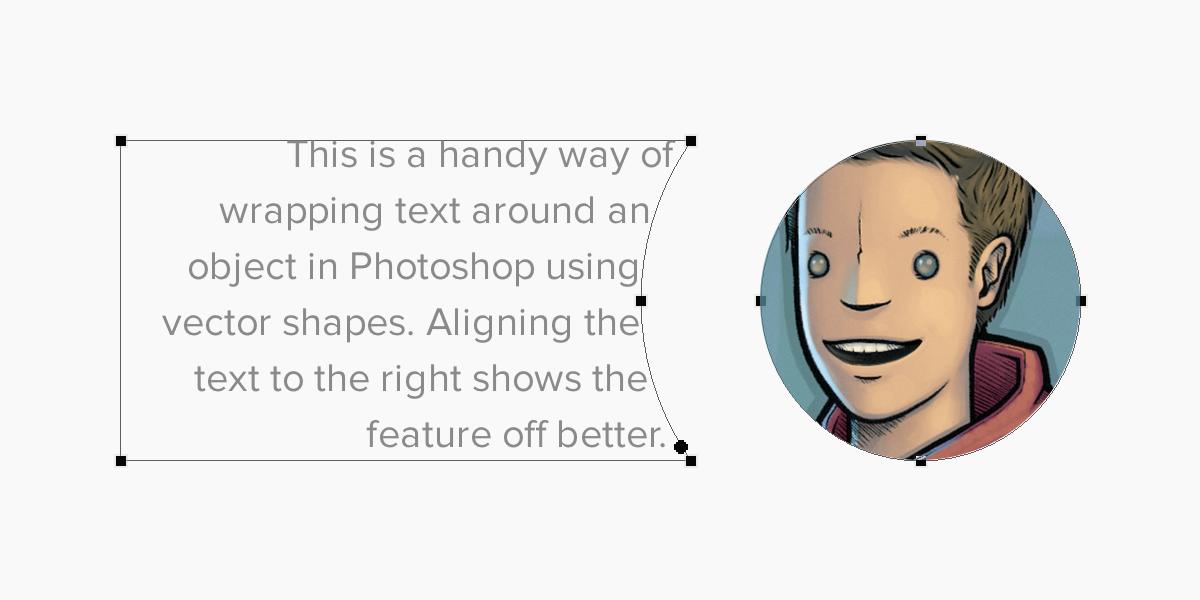 This is a handy way of
wrapping text around an
object in Photoshop using
vector shapes. Aligning the
text to the right shows the
feature off better.